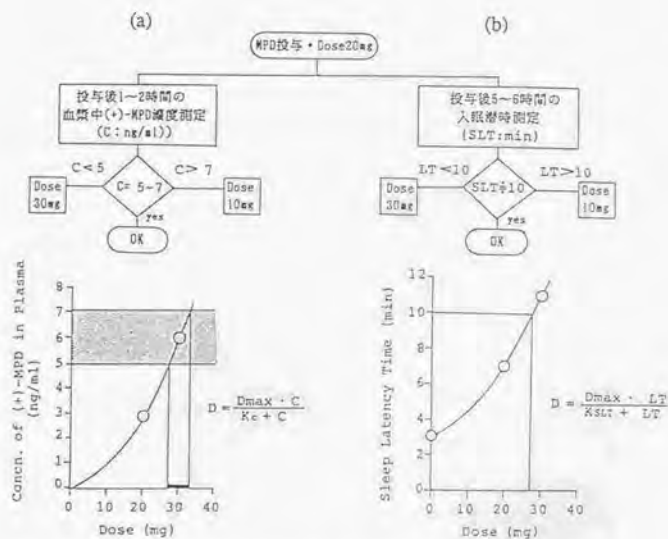 (a)
(b)
MPD投与・Dose20mg
投与後1~2時間の
血漿中(+)-MPD濃度測定
(C:ng/ml))
C<5
C>7
C= 5-7
Dose
30mg
Dose
10mg
yes
OK
投与後5~6時間の
入眠潜時測定
(SLT:min)
LT<10
LT>10
SLT≑10
Dose
30mg
Dose
10mg
yes
OK
Concn. of (+)-MPD in Plasma
(ng/ml)
8
7
6
5
3
2
1
0
0 10 20 30 40
Dose (mg)
D = Dmax · C
Kc + C
Sleep Latency Time (min)
12
10
8
6
4
2
0
0 10 20 30 40
Dose (mg)
D = Dmax · LT
KSLT + LT